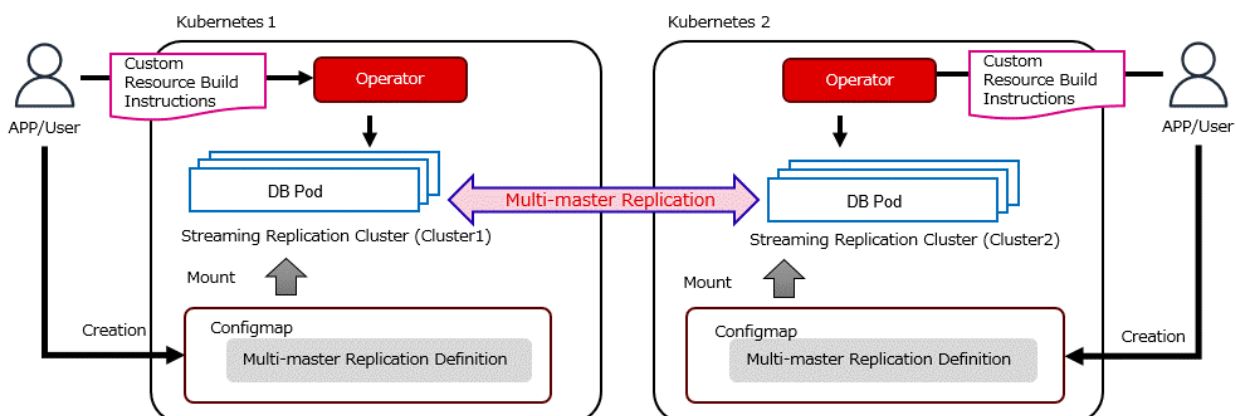 Kubernetes 1
Kubernetes 2
Custom
Resource Build
Instructions
Operator
Operator
Custom
Resource Build
Instructions
APP/User
APP/User
DB Pod
Multi-master Replication
DB Pod
Streaming Replication Cluster (Cluster1)
Streaming Replication Cluster (Cluster2)
Mount
Mount
Creation
Configmap
Multi-master Replication Definition
Configmap
Multi-master Replication Definition
Creation